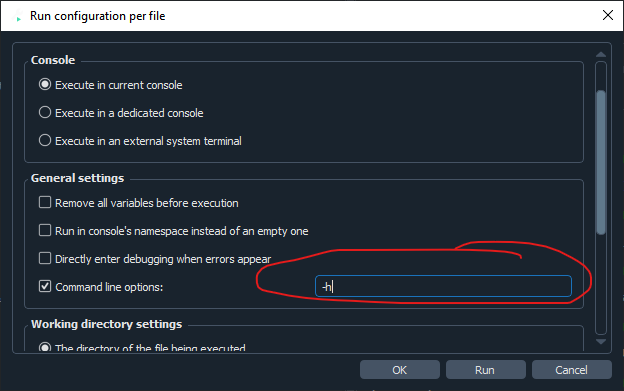 Run configuration per file
Console
Execute in current console
Execute in a dedicated console
Execute in an external system terminal
General settings
Remove all variables before execution
Run in console's namespace instead of an empty one
Directly enter debugging when errors appear
Command line options:
-h
Working directory settings
The directory of the file being executed
OK
Run
Cancel